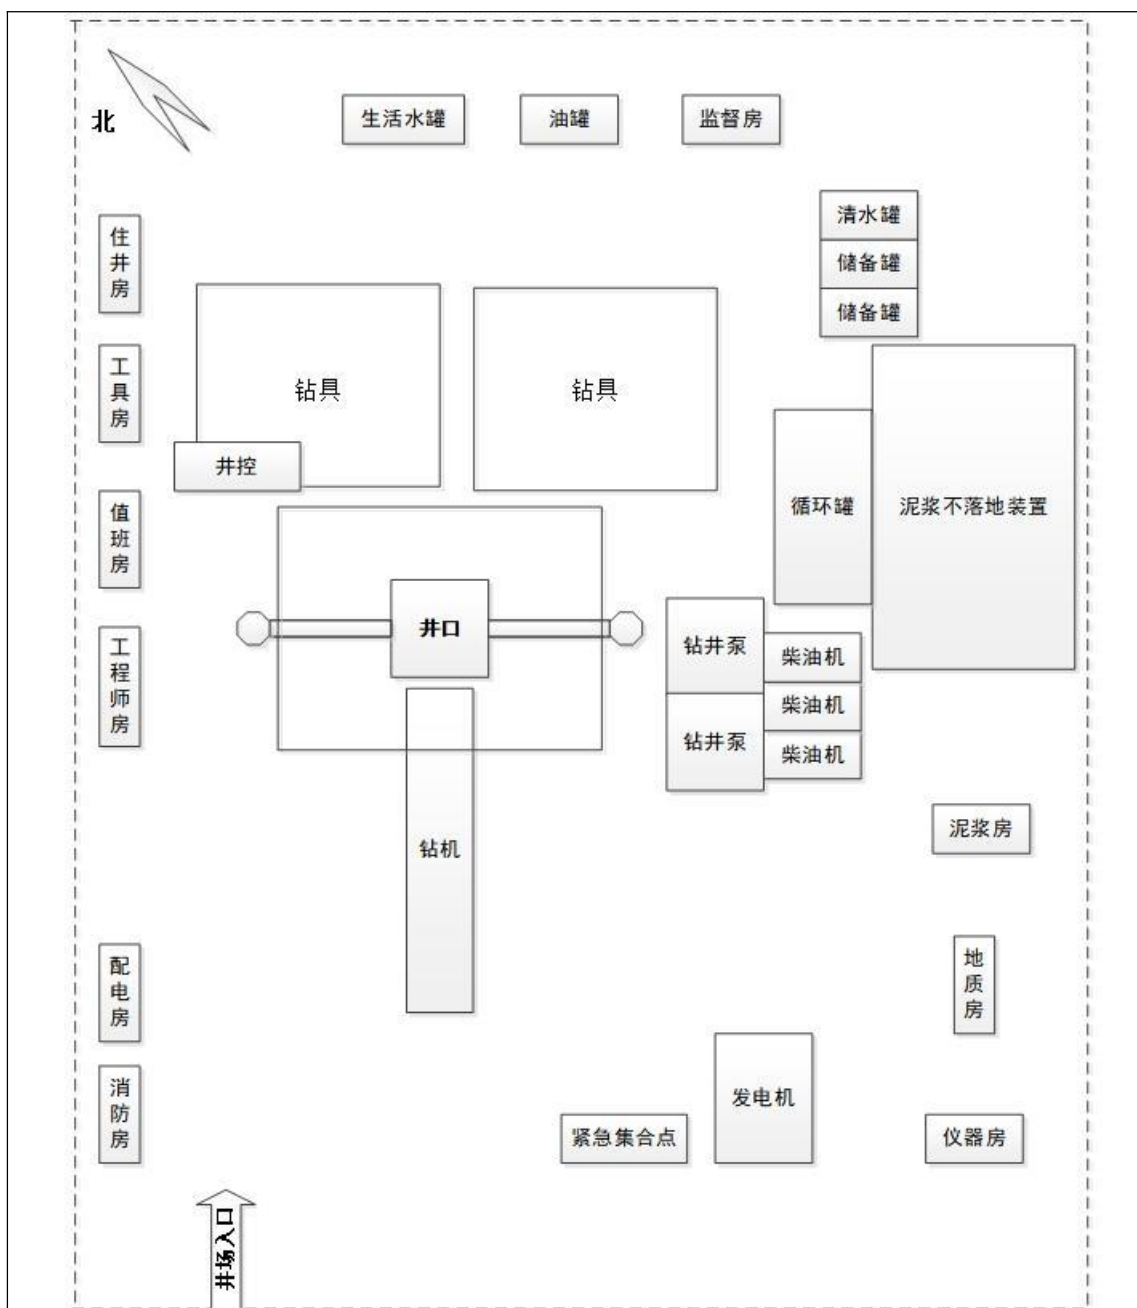 北
生活水罐
油罐
监督房
清水罐
储备罐
储备罐
住井房
工具房
钻具
钻具
井控
值班房
循环罐
泥浆不落地装置
工程师房
井口
钻井泵
钻井泵
柴油机
柴油机
柴油机
钻机
泥浆房
配电房
地质房
消防房
发电机
紧急集合点
仪器房
井场入口